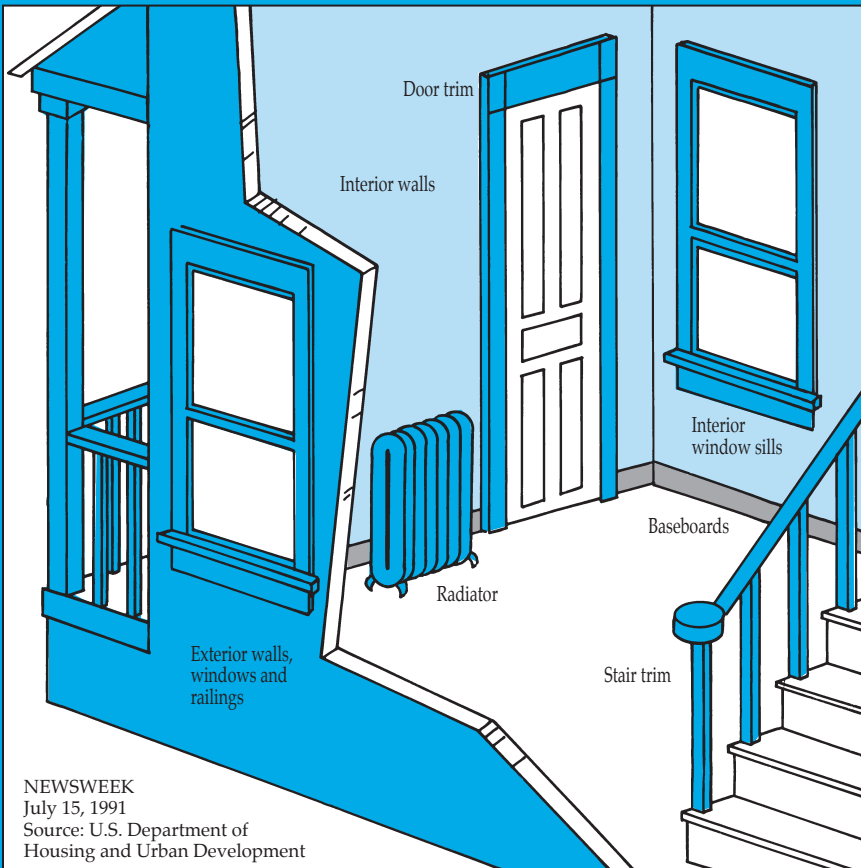 Door trim
Interior walls
Interior
window sills
Baseboards
Radiator
Stair trim
Exterior walls,
windows and
railings
NEWSWEEK
July 15, 1991
Source: U.S. Department of
Housing and Urban Development